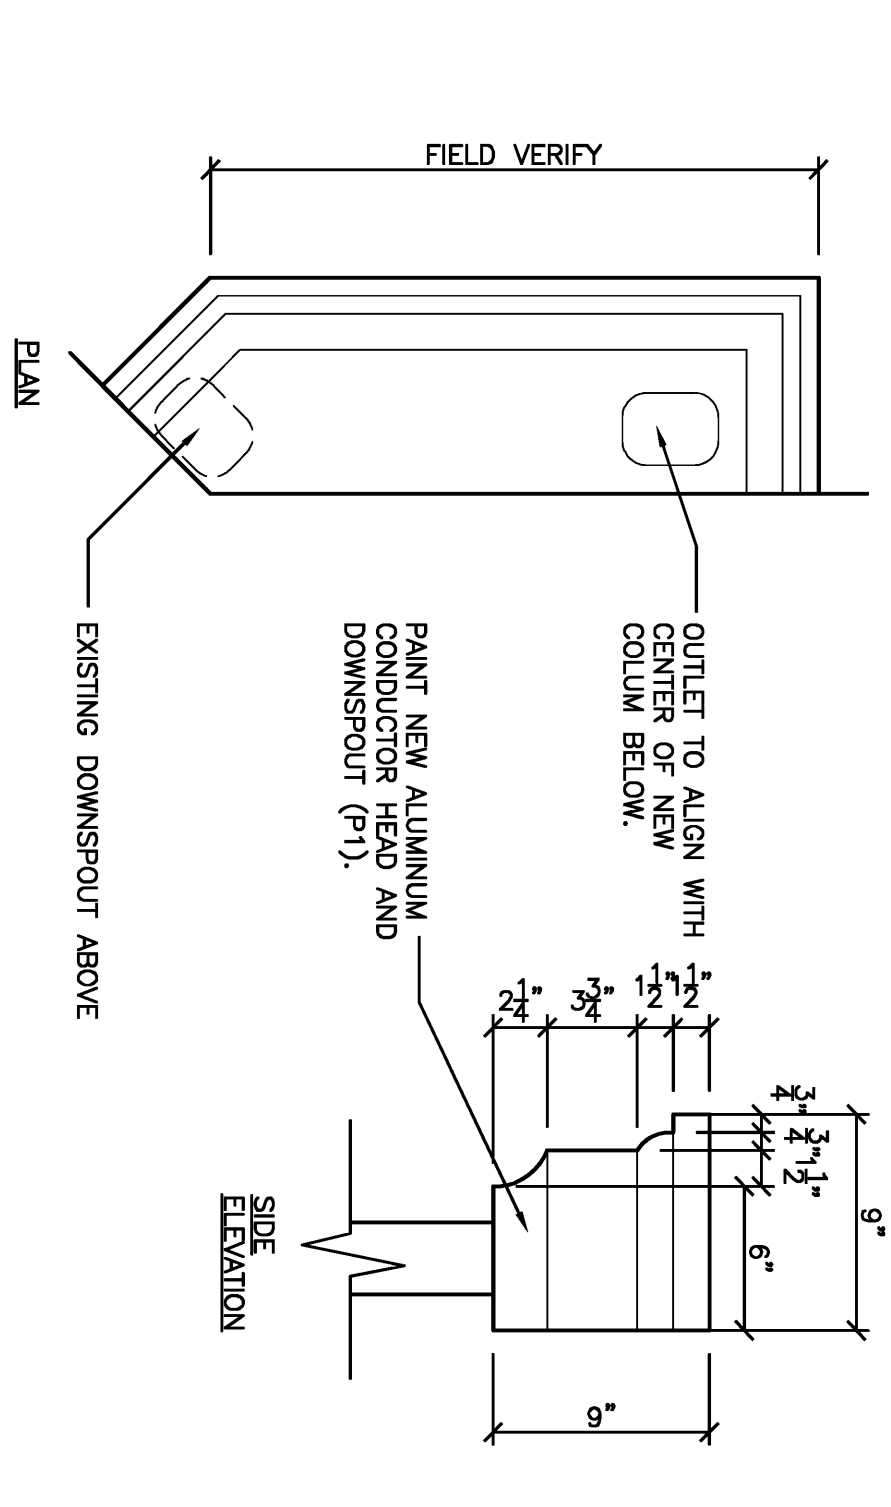 FIELD VERIFY
PLAN
OUTLET TO ALIGN WITH
CENTER OF NEW
COLUM BELOW.
PAINT NEW ALUMINUM
CONDUCTOR HEAD AND
DOWNSPOUT (P1).
EXISTING DOWNSPOUT ABOVE
2 1/4"
3 3/4"
1 1/2"
1 1/2"
3/4"
3/4"
1 1/2"
6"
9"
9"
SIDE
ELEVATION